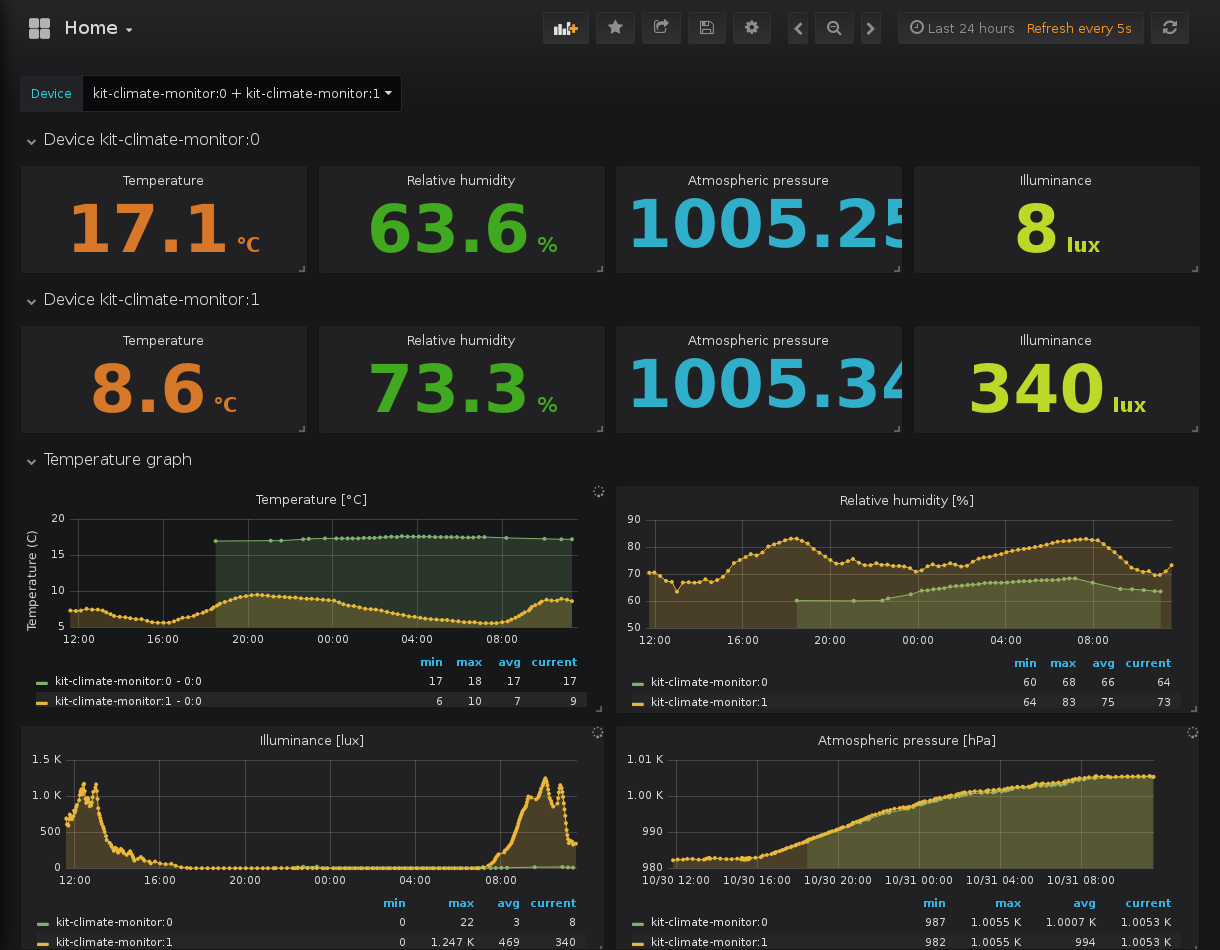 Home
Last 24 hours Refresh every 5s
Device kit-climate-monitor:0 + kit-climate-monitor:1
Device kit-climate-monitor:0
Temperature Relative humidity Atmospheric pressure Illuminance
17.1 °C 63.6 % 1005.25 8 lux
Device kit-climate-monitor:1
Temperature Relative humidity Atmospheric pressure Illuminance
8.6 °C 73.3 % 1005.34 340 lux
Temperature graph
Temperature [°C]
Temperature (C)
20
15
10
5
12:00 16:00 20:00 00:00 04:00 08:00
min max avg current
kit-climate-monitor:0 - 0:0 17 18 17 17
kit-climate-monitor:1 - 0:0 6 10 7 9
Relative humidity [%]
90
80
70
60
50
12:00 16:00 20:00 00:00 04:00 08:00
min max avg current
kit-climate-monitor:0 60 68 66 64
kit-climate-monitor:1 64 83 75 73
Illuminance [lux]
1.5 K
1.0 K
500
0
12:00 16:00 20:00 00:00 04:00 08:00
min max avg current
kit-climate-monitor:0 0 22 3 8
kit-climate-monitor:1 0 1.247 K 469 340
Atmospheric pressure [hPa]
1.01 K
1.00 K
990
980
10/30 12:00 10/30 16:00 10/30 20:00 10/31 00:00 10/31 04:00 10/31 08:00
min max avg current
kit-climate-monitor:0 987 1.0055 K 1.0007 K 1.0053 K
kit-climate-monitor:1 982 1.0055 K 994 1.0053 K